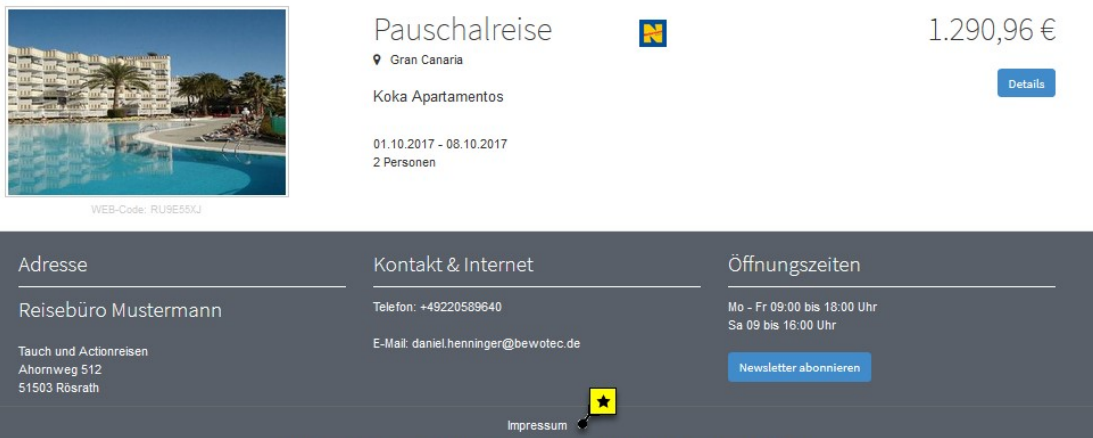 Pauschalreise
N
1.290,96 €
Gran Canaria
Details
Koka Apartamentos
01.10.2017 - 08.10.2017
2 Personen
WEB-Code: RU9E55XJ
Adresse
Reisebüro Mustermann
Tauch und Actionreisen
Ahornweg 512
51503 Rösrath
Kontakt & Internet
Telefon: +49220589640
E-Mail: daniel.henninger@bewotec.de
Öffnungszeiten
Mo - Fr 09:00 bis 18:00 Uhr
Sa 09 bis 16:00 Uhr
Newsletter abonnieren
Impressum